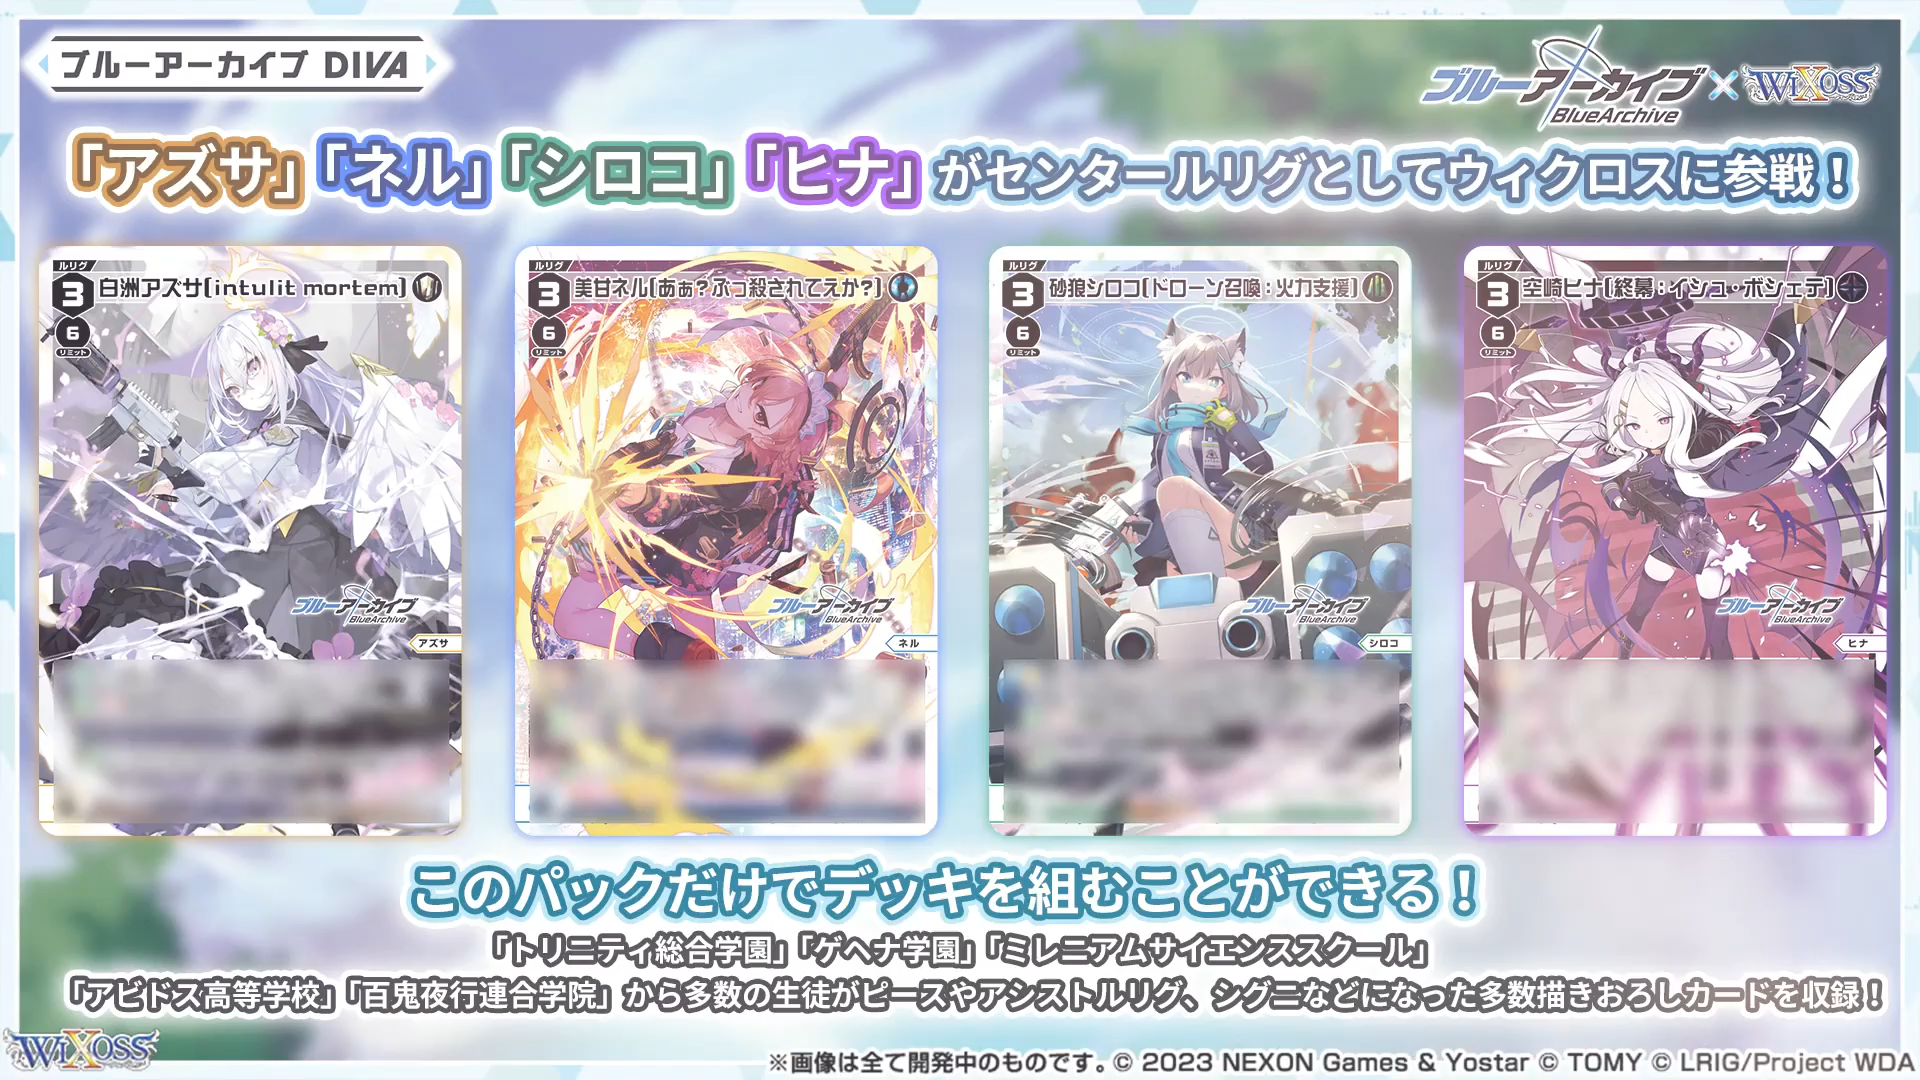 ブルーアーカイブ DIVA
ブルーアーカイブ
BlueArchive
×
WIXOSS
「アズサ」「ネル」「シロコ」「ヒナ」がセンタールリグとしてウィクロスに参戦！
ルリグ
3
白洲アズサ[intulit mortem]
6
リミット
ブルーアーカイブ
BlueArchive
アズサ
ルリグ
3
美甘ネル[あぁ？ぶっ殺されてえか？]
6
リミット
ブルーアーカイブ
BlueArchive
ネル
ルリグ
3
砂狼シロコ[ドローン召喚：火力支援]
6
リミット
ブルーアーカイブ
BlueArchive
シロコ
ルリグ
3
空崎ヒナ[終幕：イシュ・ボシェテ]
6
リミット
ブルーアーカイブ
BlueArchive
ヒナ
このパックだけでデッキを組むことができる！
「トリニティ総合学園」「ゲヘナ学園」「ミレニアムサイエンススクール」
「アビドス高等学校」「百鬼夜行連合学院」から多数の生徒がピースやアシストルリグ、シグニなどになった多数描きおろしカードを収録！
WIXOSS
※画像は全て開発中のものです。© 2023 NEXON Games & Yostar © TOMY © LRIG/Project WDA